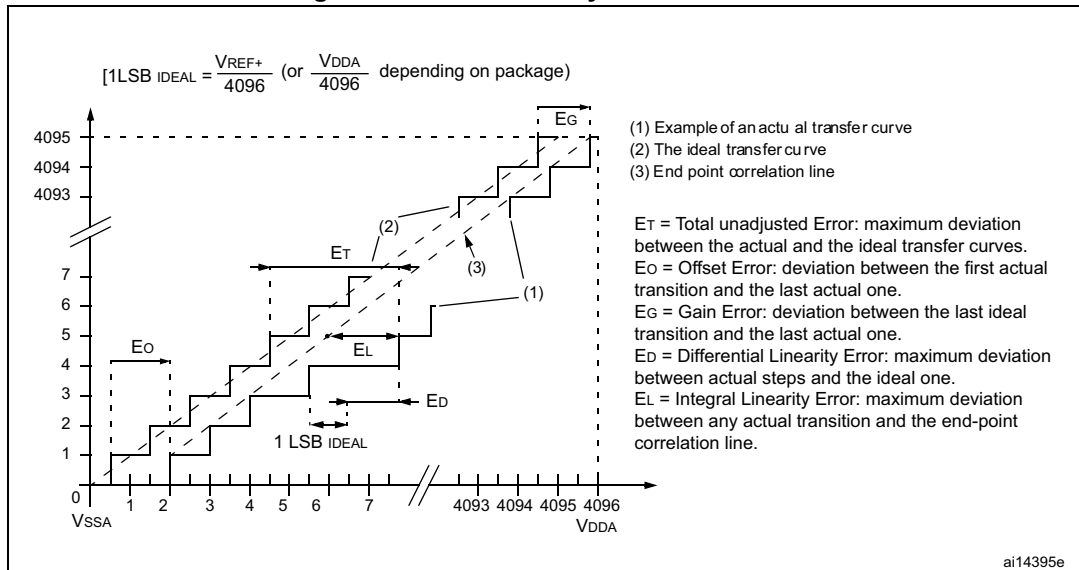 [1LSB IDEAL = VREF+ / 4096 (or VDDA / 4096 depending on package)
EG
4095
4094
4093
7
6
5
4
3
2
1
0
(2)
ET
(3)
(1)
EO
EL
ED
1 LSB IDEAL
1 2 3 4 5 6 7 4093 4094 4095 4096
VSSA
VDDA
(1) Example of an actu al transfer curve
(2) The ideal transfer curve
(3) End point correlation line
ET = Total unadjusted Error: maximum deviation
between the actual and the ideal transfer curves.
EO = Offset Error: deviation between the first actual
transition and the last actual one.
EG = Gain Error: deviation between the last ideal
transition and the last actual one.
ED = Differential Linearity Error: maximum deviation
between actual steps and the ideal one.
EL = Integral Linearity Error: maximum deviation
between any actual transition and the end-point
correlation line.
ai14395e